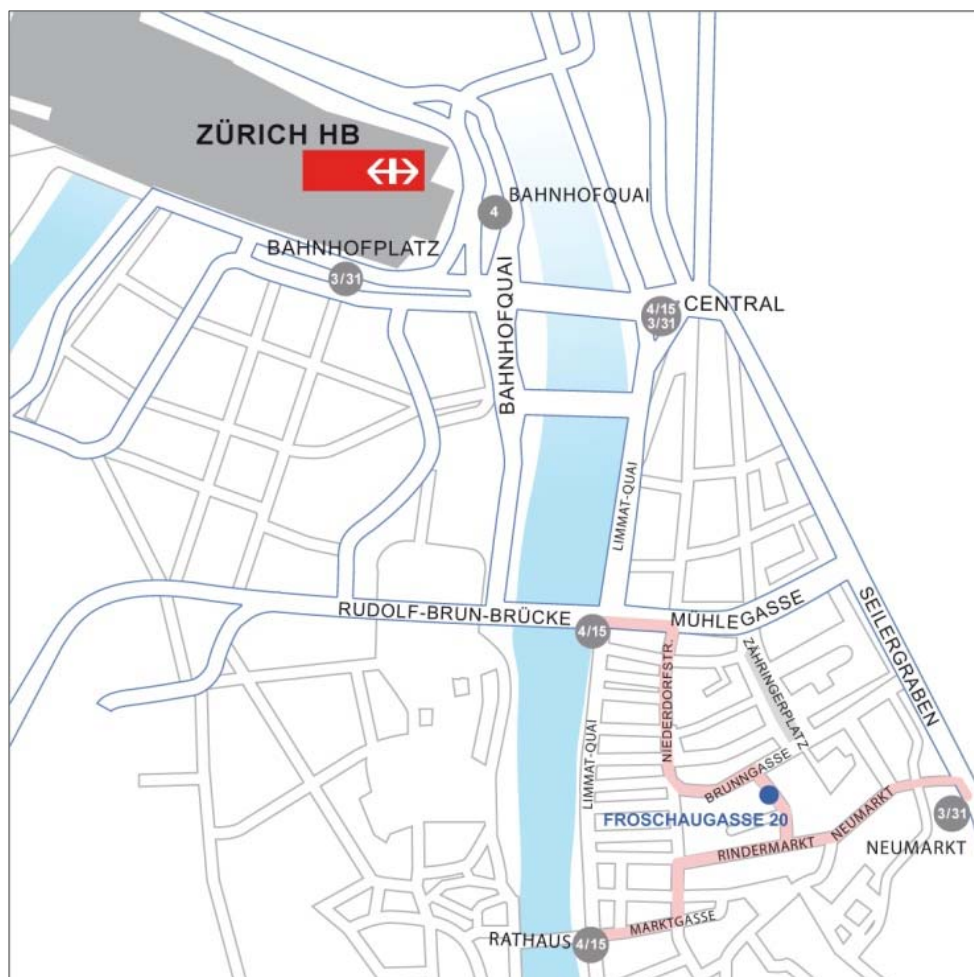 ZÜRICH HB
4
BAHNHOFQUAI
BAHNHOFPLATZ
3/31
BAHNHOFQUAI
4/15
3/31
CENTRAL
LIMMAT-QUAI
RUDOLF-BRUN-BRÜCKE
4/15
MÜHLEGASSE
SEILERGRABEN
NIEDERDORFSTR.
ZÄHRINGERPLATZ
LIMMAT-QUAI
BRUNNGASSE
FROSCHAUGASSE 20
NEUMARKT
RINDERMARKT
3/31
NEUMARKT
MARKTGASSE
RATHAUS
4/15